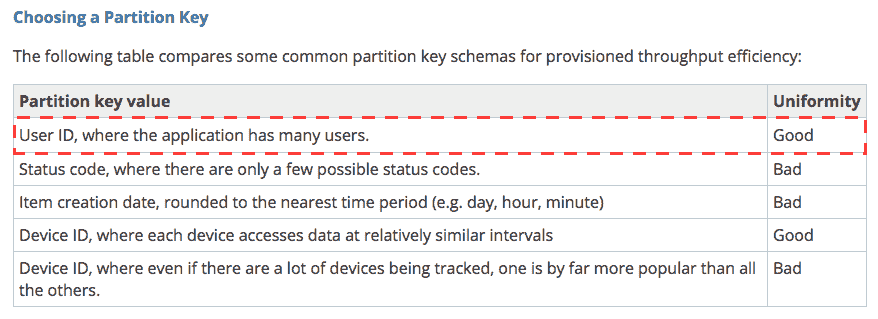 Choosing a Partition Key
The following table compares some common partition key schemas for provisioned throughput efficiency:
Partition key value Uniformity
User ID, where the application has many users. Good
Status code, where there are only a few possible status codes. Bad
Item creation date, rounded to the nearest time period (e.g. day, hour, minute) Bad
Device ID, where each device accesses data at relatively similar intervals Good
Device ID, where even if there are a lot of devices being tracked, one is by far more popular than all Bad
the others.